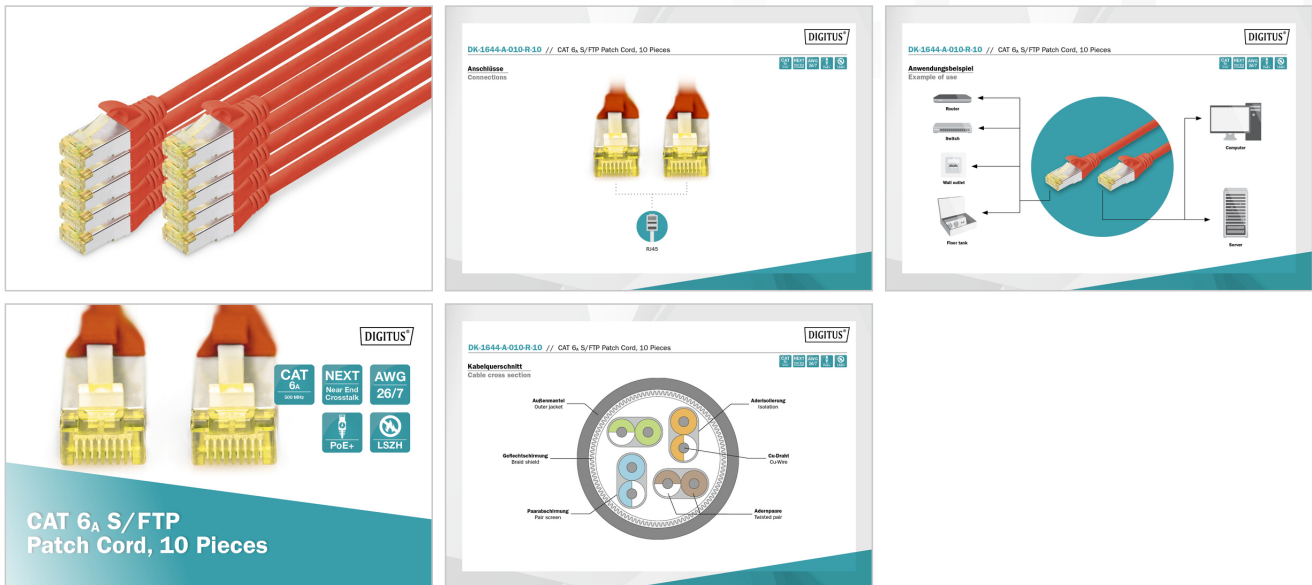 DIGITUS®
DK-1644-A-010-R-10 // CAT 6A S/FTP Patch Cord, 10 Pieces
Anschlüsse
Connections
RJ45
DIGITUS®
DK-1644-A-010-R-10 // CAT 6A S/FTP Patch Cord, 10 Pieces
Anwendungsbeispiel
Example of use
Router
Switch
Wall outlet
Floor tank
Computer
Server
DIGITUS®
CAT 6A 500 MHz
NEXT Near End Crosstalk
AWG 26/7
PoE+
LSZH
CAT 6A S/FTP
Patch Cord, 10 Pieces
DIGITUS®
DK-1644-A-010-R-10 // CAT 6A S/FTP Patch Cord, 10 Pieces
Kabelquerschnitt
Cable cross section
Außenmantel
Outer jacket
Geflechtschirmung
Braid shield
Paarabschirmung
Pair screen
Aderisolierung
Isolation
Cu-Draht
Cu-Wire
Adernpaare
Twisted pair